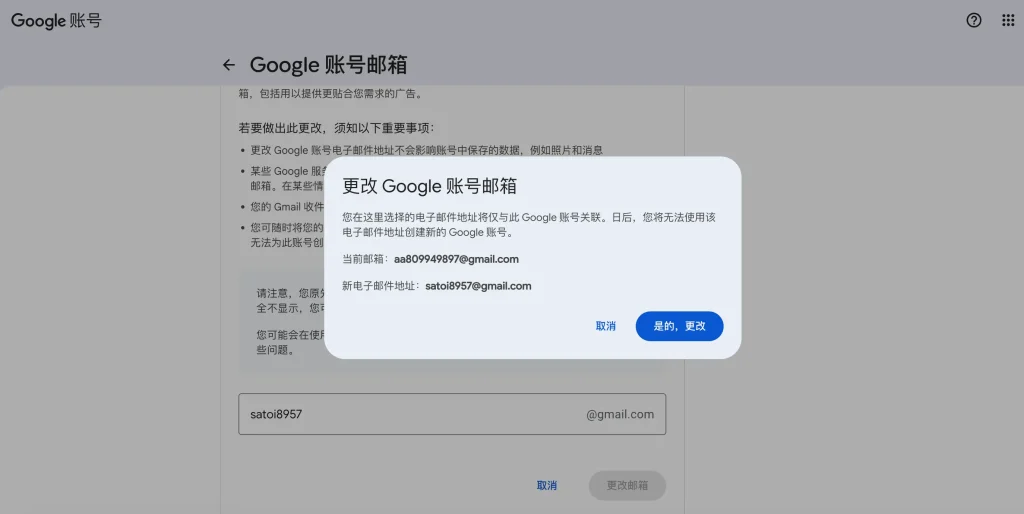 Google 账号
Google 账号邮箱
箱，包括用以提供更贴合您需求的广告。
若要做出此更改，须知以下重要事项：
• 更改 Google 账号电子邮件地址不会影响账号中保存的数据，例如照片和消息
• 某些 Google 服务
邮箱。在某些情
• 您的 Gmail 收件
• 您可随时将您的
无法为此账号创
请注意，您原先
全不显示，您可
您可能会在使用
些问题。
更改 Google 账号邮箱
您在这里选择的电子邮件地址将仅与此 Google 账号关联。日后，您将无法使用该
电子邮件地址创建新的 Google 账号。
当前邮箱：aa809949897@gmail.com
新电子邮件地址：satoi8957@gmail.com
取消
是的，更改
satoi8957
@gmail.com
取消
更改邮箱